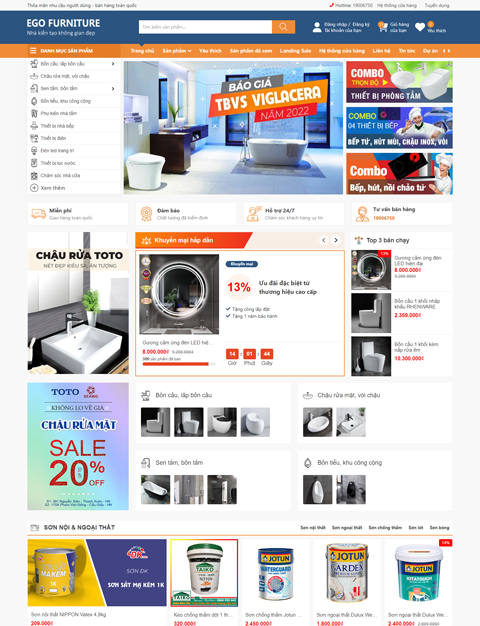 Thỏa mãn nhu cầu người dùng - bán hàng toàn quốc
Hotline: 19006750
Hệ thống cửa hàng
Tuyển dụng
EGO FURNITURE
Nhà kiến tạo không gian đẹp
Tìm kiếm sản phẩm...
Đăng nhập / Đăng ký
Tài khoản của bạn
Giỏ hàng
của bạn
Yêu thích
DANH MỤC SẢN PHẨM
Trang chủ
Sản phẩm
Yêu thích
Sản phẩm đã xem
Landing Sale
Hệ thống cửa hàng
Liên hệ
Tin tức
Dự án
Bồn cầu, lắp bồn cầu
Chậu rửa mặt, vòi chậu
Sen tắm, bồn tắm
Bồn tiểu, khu công cộng
Phụ kiện nhà tắm
Thiết bị nhà bếp
Thiết bị điện
Đèn led trang trí
Thiết bị lọc nước
Chăm sóc nhà cửa
Xem thêm
BÁO GIÁ
TBVS VIGLACERA
NĂM 2022
COMBO
TRỌN BỘ
THIẾT BỊ PHÒNG TẮM
COMBO
04 THIẾT BỊ BẾP
BẾP TỪ, HÚT MÙI, CHẬU INOX, VÒI
Combo
Bếp, hút, nồi chảo từ
Miễn phí
Giao hàng toàn quốc
Đảm bảo
Chất lượng đã kiểm định
Hỗ trợ 24/7
Chăm sóc khách hàng uy tín
Tư vấn bán hàng
19006750
CHẬU RỬA TOTO
NÉT ĐẸP KIÊU SA, ẤN TƯỢNG
Khuyến mại hấp dẫn
Khuyến mại
13%
Ưu đãi đặc biệt từ
thương hiệu cao cấp
Tặng công lắp đặt
Tặng 1 năm bảo hành
Gương cảm ứng đèn LED hiệ...
8.000.000₫
9.200.000₫
500 sản phẩm đã bán
14 : 01 : 44
Giờ
Phút
Giây
Top 3 bán chạy
13%
Gương cảm ứng đèn
LED hiện đại
8.000.000₫
9.200.000₫
Bồn cầu 1 khối nhập
khẩu RHENWARE
2.359.000₫
Bồn cầu 1 khối kèm
nắp rửa êm
10.300.000₫
TOTO
KHÔNG LO VỀ GIÁ
CHẬU RỬA MẶT
SALE
20%
OFF
Bồn cầu, lắp bồn cầu
Chậu rửa mặt, vòi chậu
Sen tắm, bồn tắm
Bồn tiểu, khu công cộng
SƠN NỘI & NGOẠI THẤT
Sơn nội thất
Sơn ngoại thất
Sơn chống thấm
Sơn lót
Sơn bóng
MAKEM
1K
SƠN ĐK
SƠN SẮT MẠ KẼM 1K
TAIKO
JOTUN
WATERGUARD
JOTUN
GARDEX
14%
JOTUN
JOTATOUGH
Sơn nội thất NIPPON Vatex 4,8kg
209.000₫
Keo chống thấm dột 1 th...
320.000₫
Sơn chống thấm Jotun ...
2.450.000₫
Sơn ngoại thất Dulux We...
1.800.000₫
Sơn ngoại thất Dulux We...
2.400.000₫
2.800.000₫